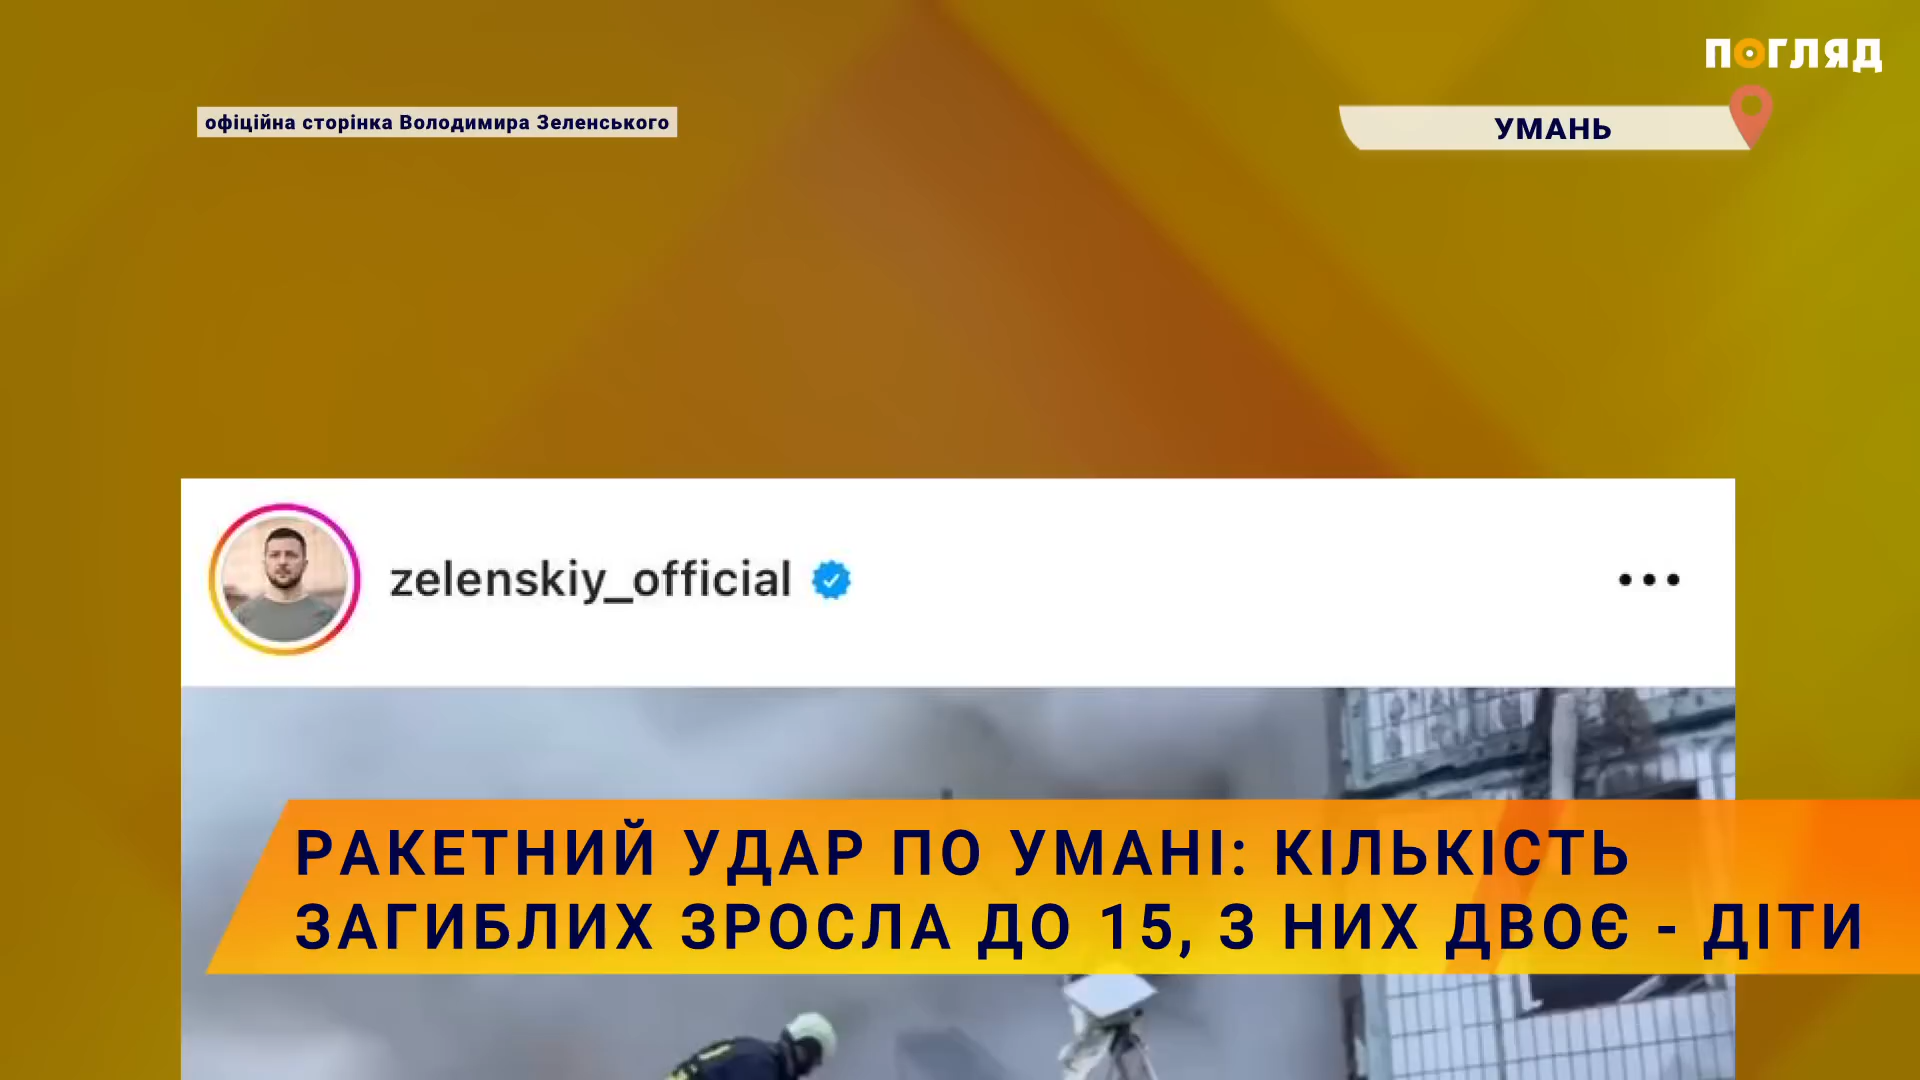 ПОГЛЯД
офіційна сторінка Володимира Зеленського
УМАНЬ
zelenskiy_official
РАКЕТНИЙ УДАР ПО УМАНІ: КІЛЬКІСТЬ
ЗАГИБЛИХ ЗРОСЛА ДО 15, З НИХ ДВОЄ - ДІТИ